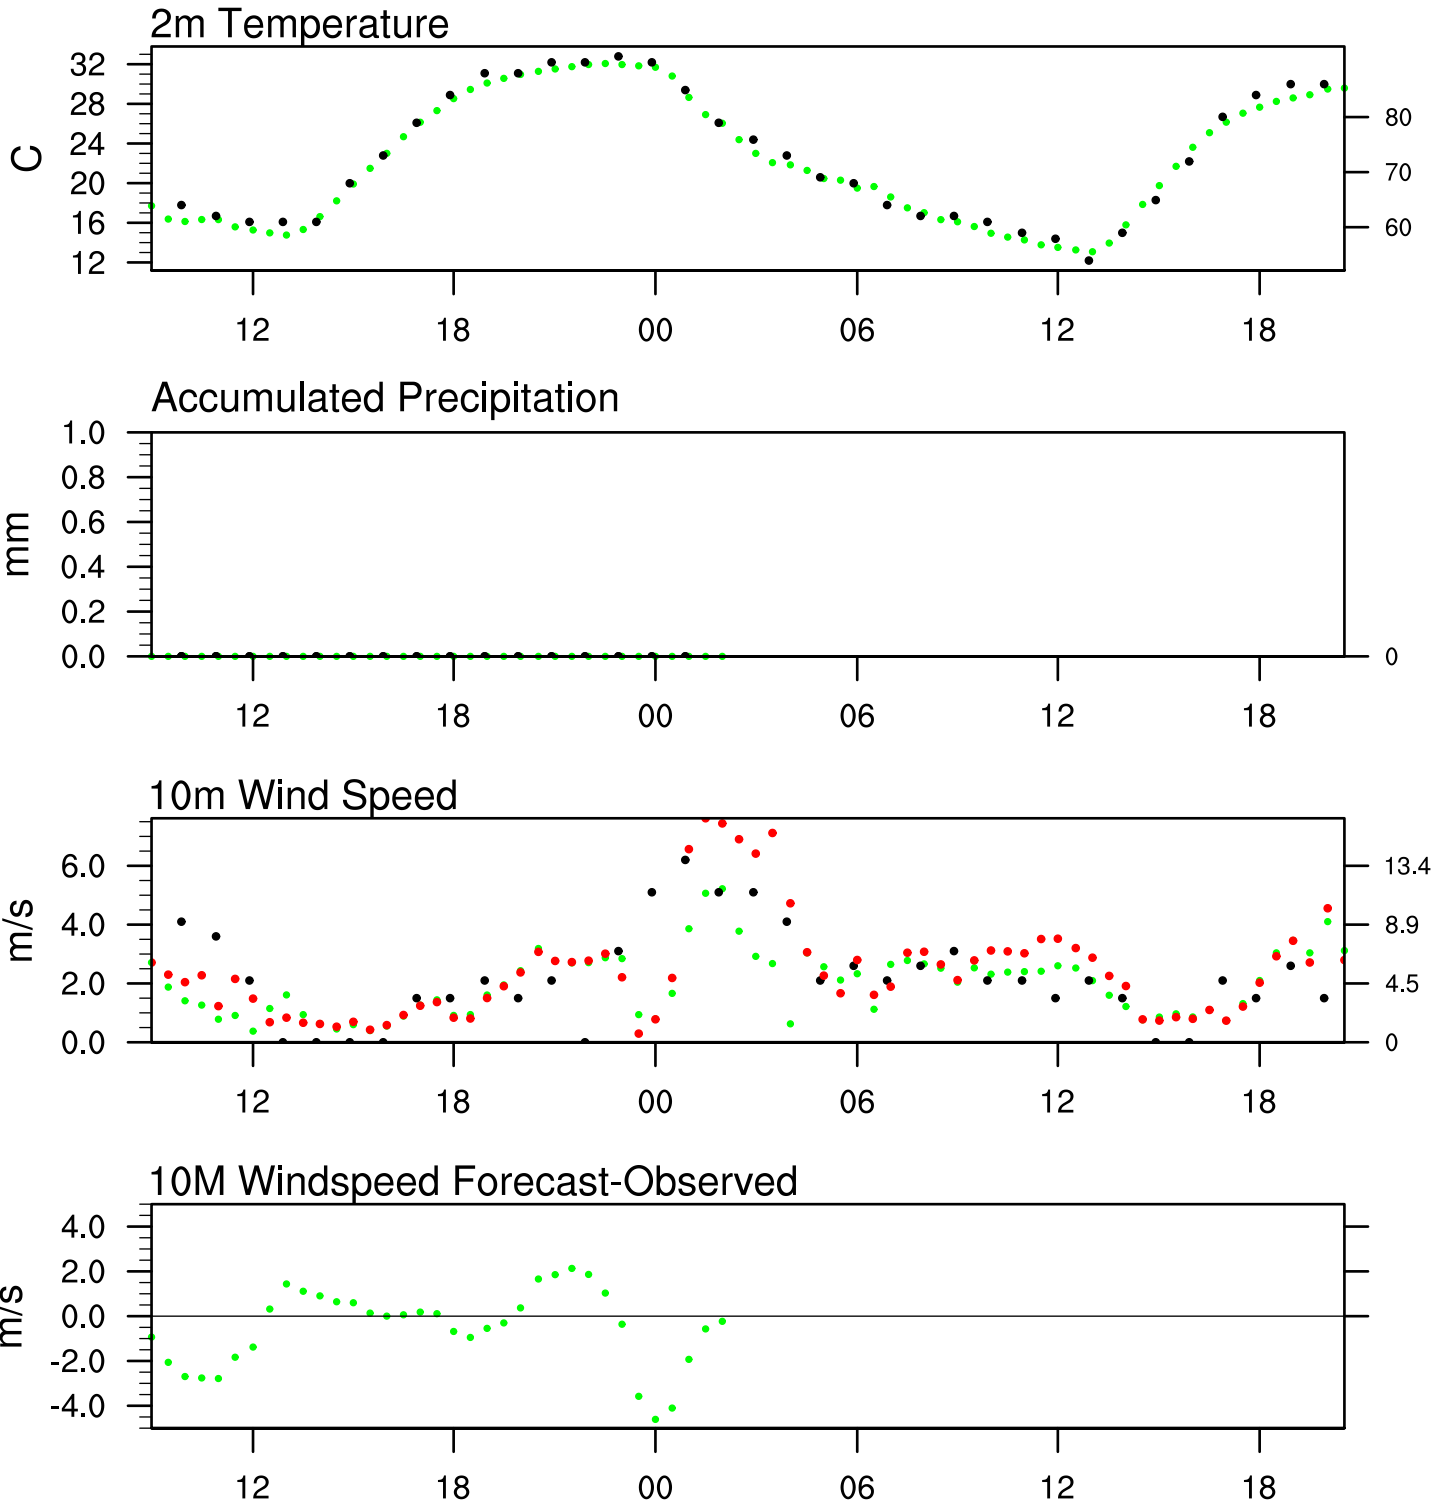 2m Temperature
32
28
24
20
16
12
C
80
70
60
12 18 00 06 12 18
Accumulated Precipitation
1.0
0.8
0.6
0.4
0.2
0.0
mm
0
12 18 00 06 12 18
10m Wind Speed
6.0
4.0
2.0
0.0
m/s
13.4
8.9
4.5
0
12 18 00 06 12 18
10M Windspeed Forecast-Observed
4.0
2.0
0.0
-2.0
-4.0
m/s
12 18 00 06 12 18